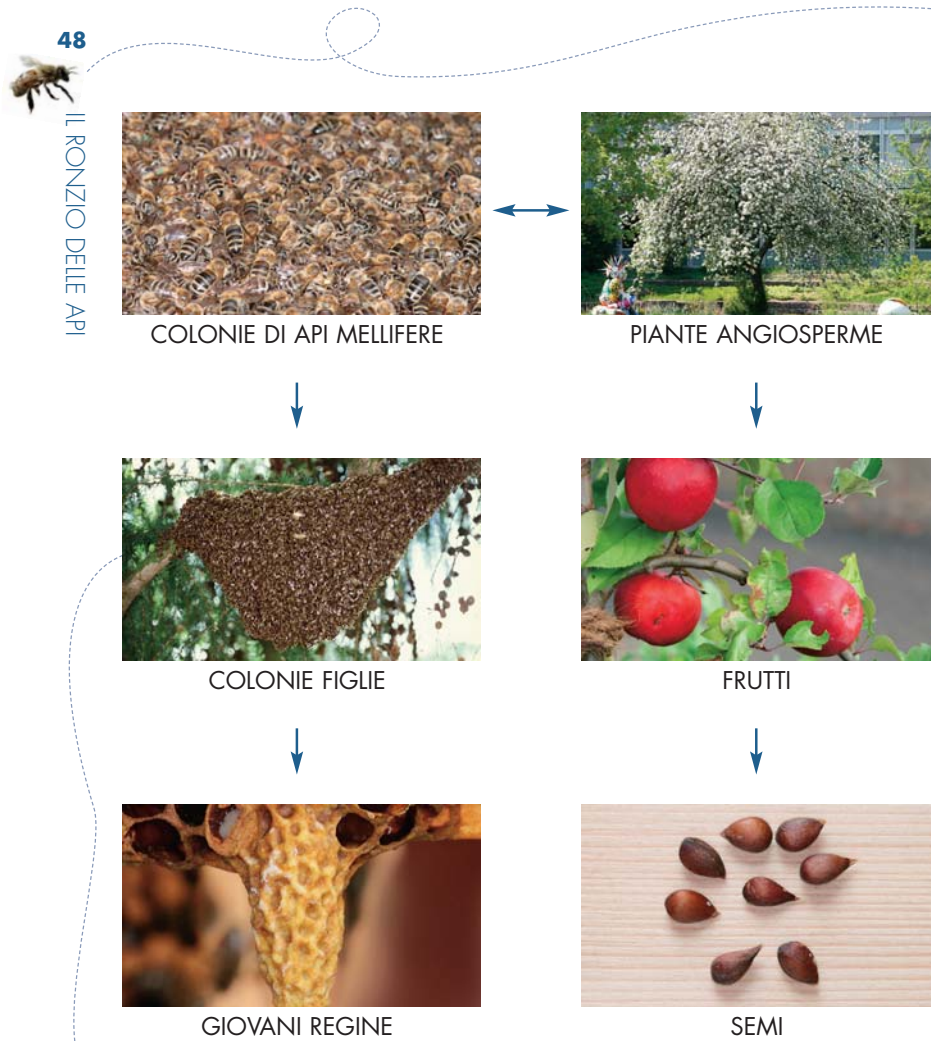 48
IL RONZIO DELLE API
COLONIE DI API MELLIFERE
PIANTE ANGIOSPERME
COLONIE FIGLIE
FRUTTI
GIOVANI REGINE
SEMI